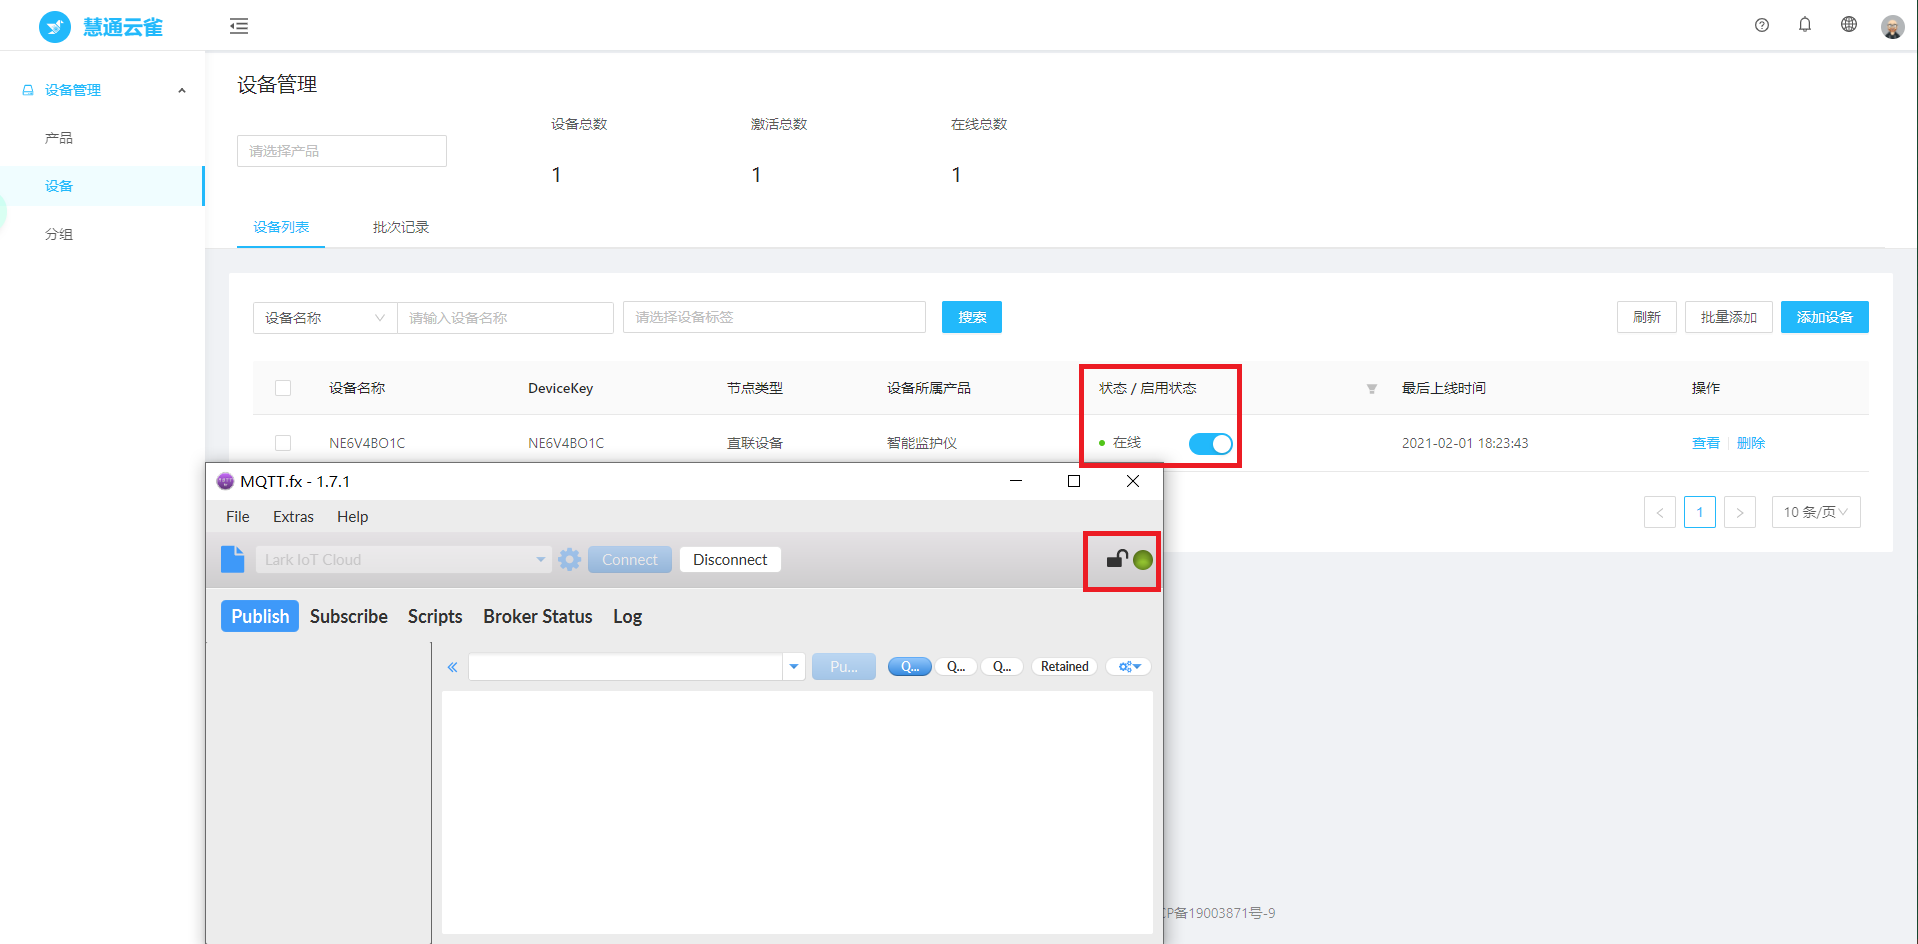 慧通云雀
设备管理
产品
设备
分组
设备管理
请选择产品
设备总数
1
激活总数
1
在线总数
1
设备列表 批次记录
设备名称 请输入设备名称 请选择设备标签 搜索 刷新 批量添加 添加设备
设备名称 DeviceKey 节点类型 设备所属产品 状态 / 启用状态 最后上线时间 操作
NE6V4BO1C NE6V4BO1C 直联设备 智能监护仪 在线 2021-02-01 18:23:43 查看 删除
< 1 > 10 条/页
MQTT.fx - 1.7.1
File Extras Help
Lark IoT Cloud Connect Disconnect
Publish Subscribe Scripts Broker Status Log
Pu... Q... Q... Q... Retained
CP备19003871号-9